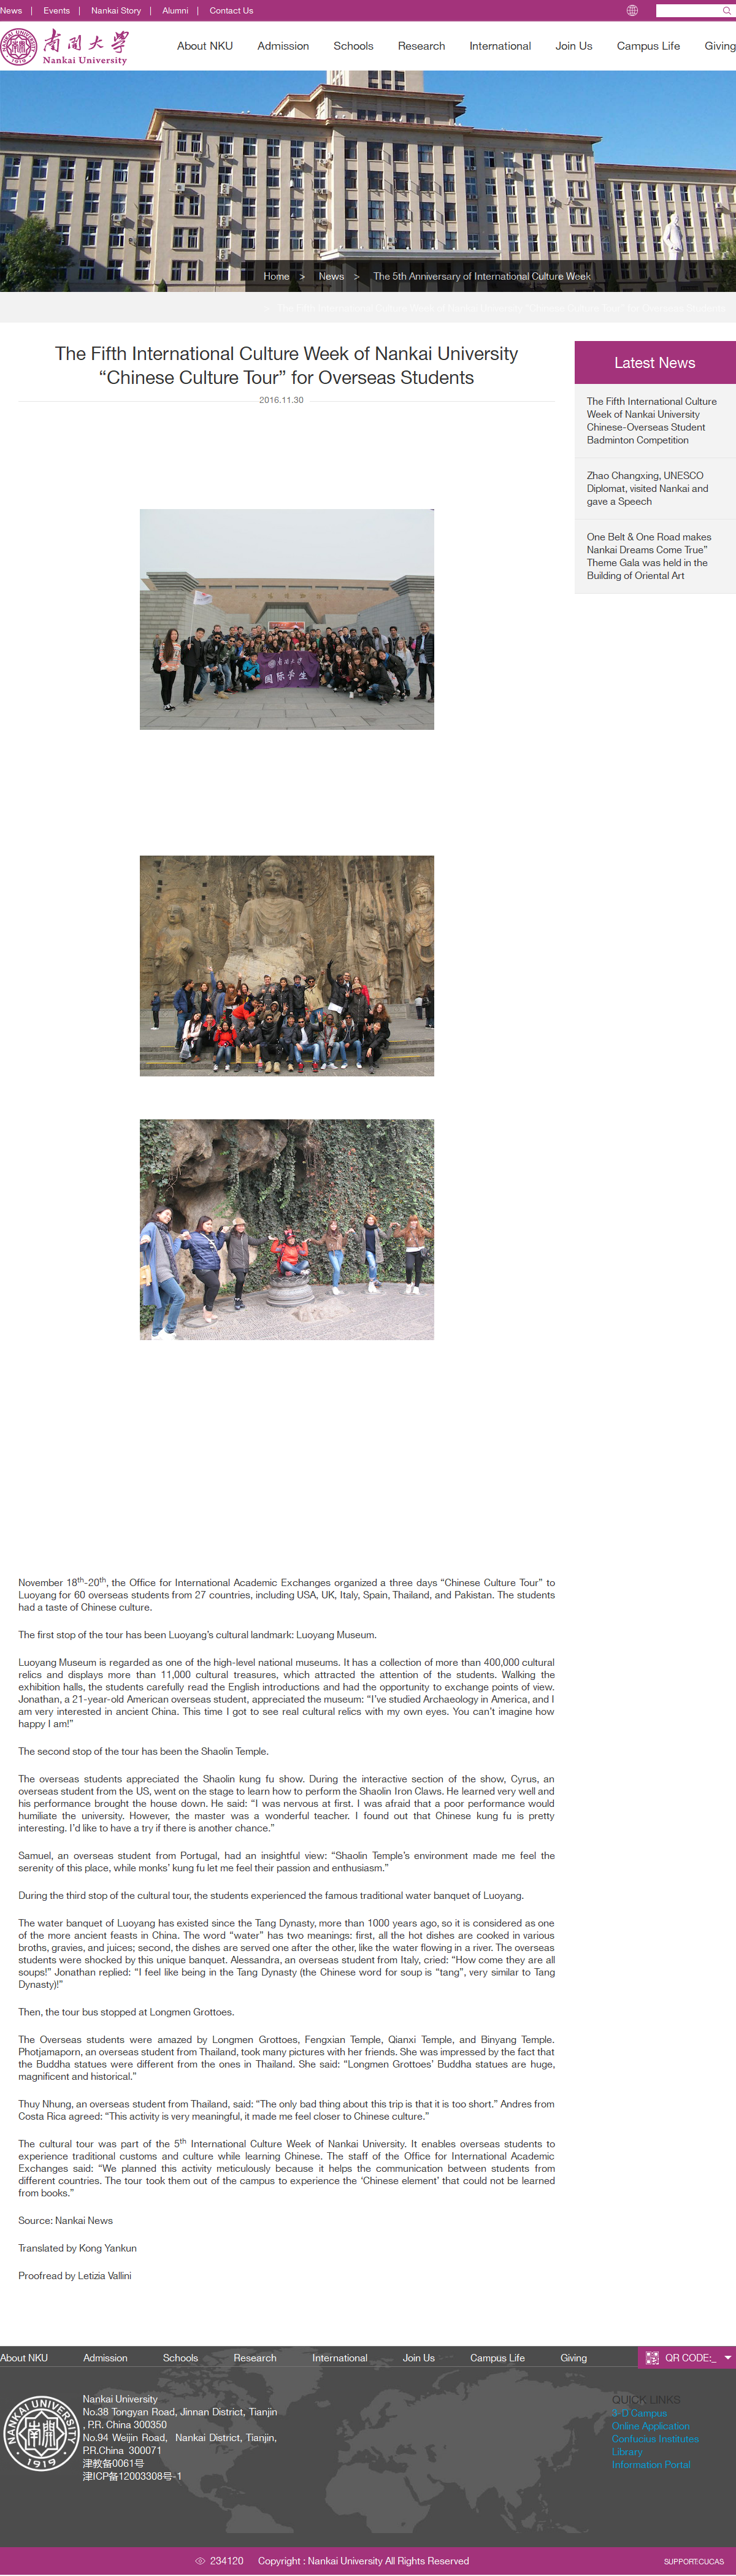 News | Events | Nankai Story | Alumni | Contact Us
南開大学
Nankai University
About NKU Admission Schools Research International Join Us Campus Life Giving
Home > News > The 5th Anniversary of International Culture Week
> The Fifth International Culture Week of Nankai University "Chinese Culture Tour" for Overseas Students
The Fifth International Culture Week of Nankai University
“Chinese Culture Tour” for Overseas Students
2016.11.30
Latest News
The Fifth International Culture
Week of Nankai University
Chinese-Overseas Student
Badminton Competition
Zhao Changxing, UNESCO
Diplomat, visited Nankai and
gave a Speech
One Belt & One Road makes
Nankai Dreams Come True”
Theme Gala was held in the
Building of Oriental Art
南開大学
国际学生
November 18th-20th, the Office for International Academic Exchanges organized a three days “Chinese Culture Tour” to
Luoyang for 60 overseas students from 27 countries, including USA, UK, Italy, Spain, Thailand, and Pakistan. The students
had a taste of Chinese culture.
The first stop of the tour has been Luoyang’s cultural landmark: Luoyang Museum.
Luoyang Museum is regarded as one of the high-level national museums. It has a collection of more than 400,000 cultural
relics and displays more than 11,000 cultural treasures, which attracted the attention of the students. Walking the
exhibition halls, the students carefully read the English introductions and had the opportunity to exchange points of view.
Jonathan, a 21-year-old American overseas student, appreciated the museum: “I’ve studied Archaeology in America, and I
am very interested in ancient China. This time I got to see real cultural relics with my own eyes. You can’t imagine how
happy I am!”
The second stop of the tour has been the Shaolin Temple.
The overseas students appreciated the Shaolin kung fu show. During the interactive section of the show, Cyrus, an
overseas student from the US, went on the stage to learn how to perform the Shaolin Iron Claws. He learned very well and
his performance brought the house down. He said: “I was nervous at first. I was afraid that a poor performance would
humiliate the university. However, the master was a wonderful teacher. I found out that Chinese kung fu is pretty
interesting. I’d like to have a try if there is another chance.”
Samuel, an overseas student from Portugal, had an insightful view: “Shaolin Temple’s environment made me feel the
serenity of this place, while monks’ kung fu let me feel their passion and enthusiasm.”
During the third stop of the cultural tour, the students experienced the famous traditional water banquet of Luoyang.
The water banquet of Luoyang has existed since the Tang Dynasty, more than 1000 years ago, so it is considered as one
of the more ancient feasts in China. The word “water” has two meanings: first, all the hot dishes are cooked in various
broths, gravies, and juices; second, the dishes are served one after the other, like the water flowing in a river. The overseas
students were shocked by this unique banquet. Alessandra, an overseas student from Italy, cried: “How come they are all
soups!” Jonathan replied: “I feel like being in the Tang Dynasty (the Chinese word for soup is “tang”, very similar to Tang
Dynasty)!”
Then, the tour bus stopped at Longmen Grottoes.
The Overseas students were amazed by Longmen Grottoes, Fengxian Temple, Qianxi Temple, and Binyang Temple.
Photjamaporn, an overseas student from Thailand, took many pictures with her friends. She was impressed by the fact that
the Buddha statues were different from the ones in Thailand. She said: “Longmen Grottoes’ Buddha statues are huge,
magnificent and historical.”
Thuy Nhung, an overseas student from Thailand, said: “The only bad thing about this trip is that it is too short.” Andres from
Costa Rica agreed: “This activity is very meaningful, it made me feel closer to Chinese culture.”
The cultural tour was part of the 5th International Culture Week of Nankai University. It enables overseas students to
experience traditional customs and culture while learning Chinese. The staff of the Office for International Academic
Exchanges said: “We planned this activity meticulously because it helps the communication between students from
different countries. The tour took them out of the campus to experience the ‘Chinese element’ that could not be learned
from books.”
Source: Nankai News
Translated by Kong Yankun
Proofread by Letizia Vallini
About NKU Admission Schools Research International Join Us Campus Life Giving QR CODE:_
NANKAI UNIVERSITY
1919
Nankai University
No.38 Tongyan Road, Jinnan District, Tianjin
, P.R. China 300350
No.94 Weijin Road, Nankai District, Tianjin,
P.R.China 300071
津教备0061号
津ICP备12003308号-1
QUICK LINKS
3-D Campus
Online Application
Confucius Institutes
Library
Information Portal
234120 Copyright : Nankai University All Rights Reserved
SUPPORT:CUCAS